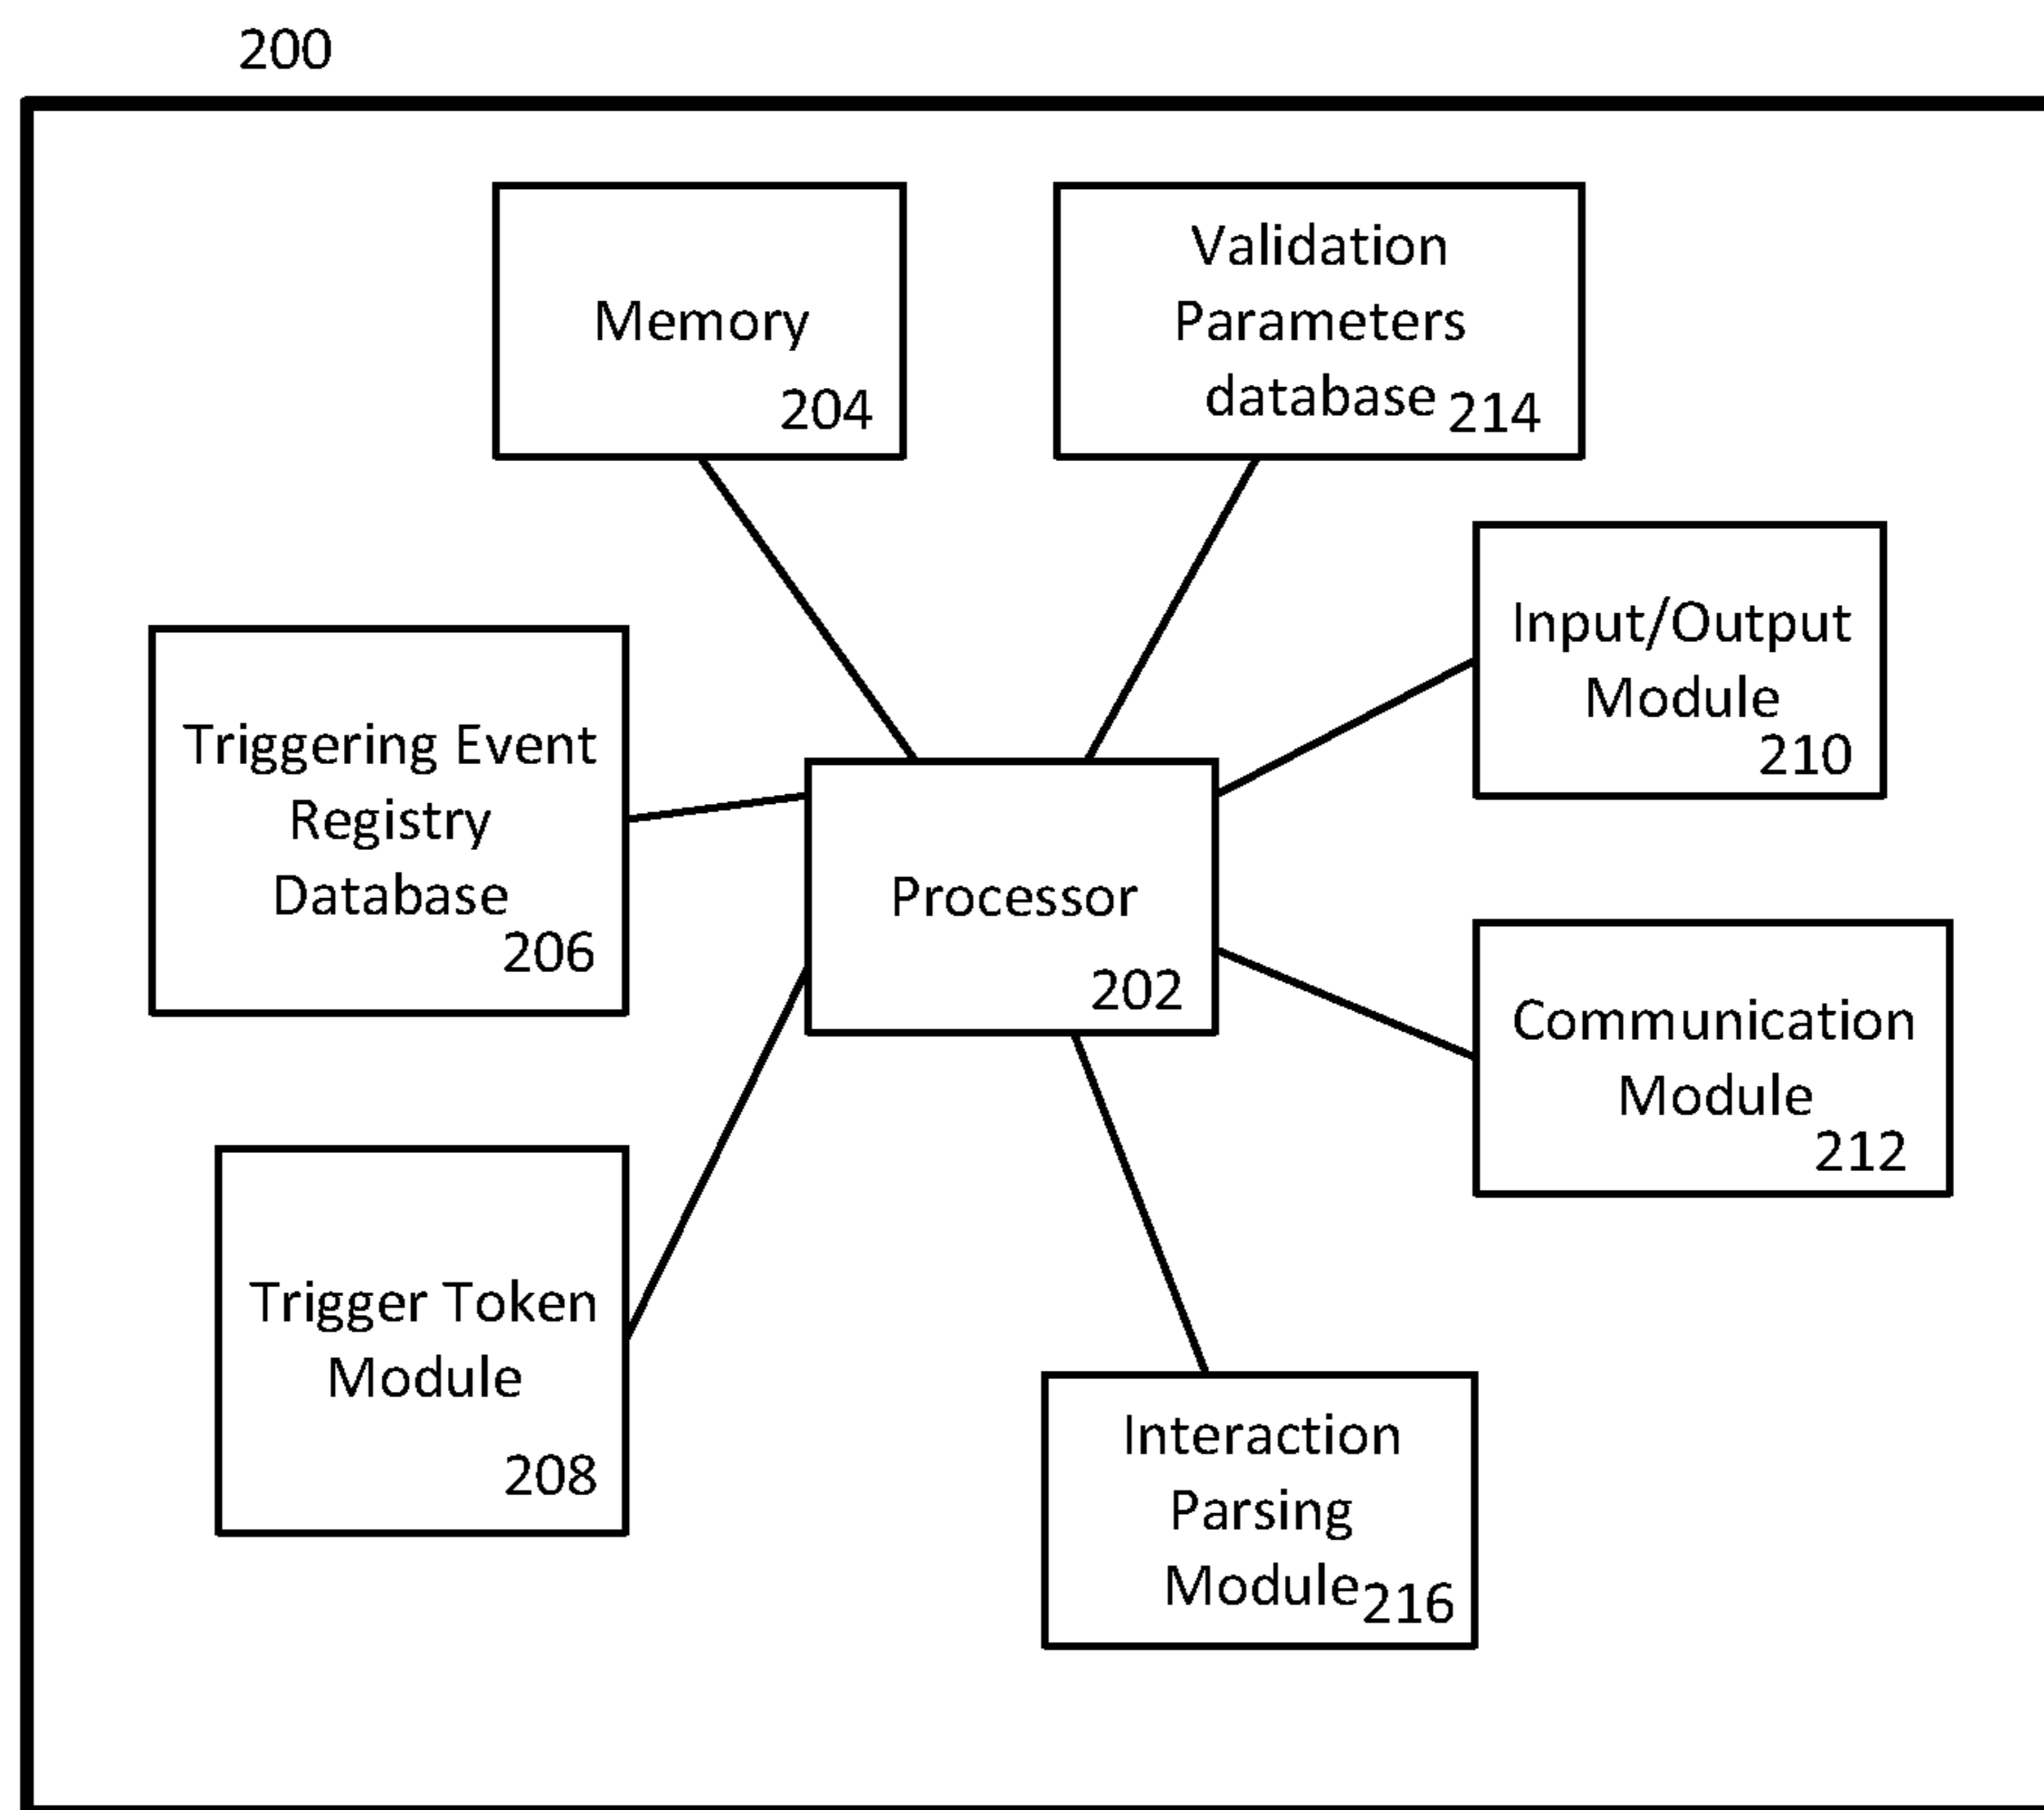 200
Memory
204
Validation
Parameters
database 214
Input/Output
Module
210
Triggering Event
Registry
Database
206
Processor
202
Communication
Module
212
Trigger Token
Module
208
Interaction
Parsing
Module 216